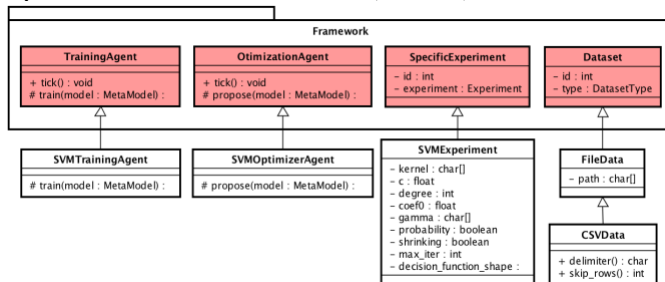 Framework
TrainingAgent
+ tick() : void
# train(model : MetaModel) :
OtimizationAgent
+ tick() : void
# propose(model : MetaModel) :
SpecificExperiment
- id : int
- experiment : Experiment
Dataset
- id : int
- type : DatasetType
SVMTrainingAgent
# train(model : MetaModel) :
SVMOptimizerAgent
# propose(model : MetaModel) :
SVMExperiment
- kernel : char[]
- c : float
- degree : int
- coef0 : float
- gamma : char[]
- probability : boolean
- shrinking : boolean
- max_iter : int
- decision_function_shape :
FileData
- path : char[]
CSVData
+ delimiter() : char
+ skip_rows() : int